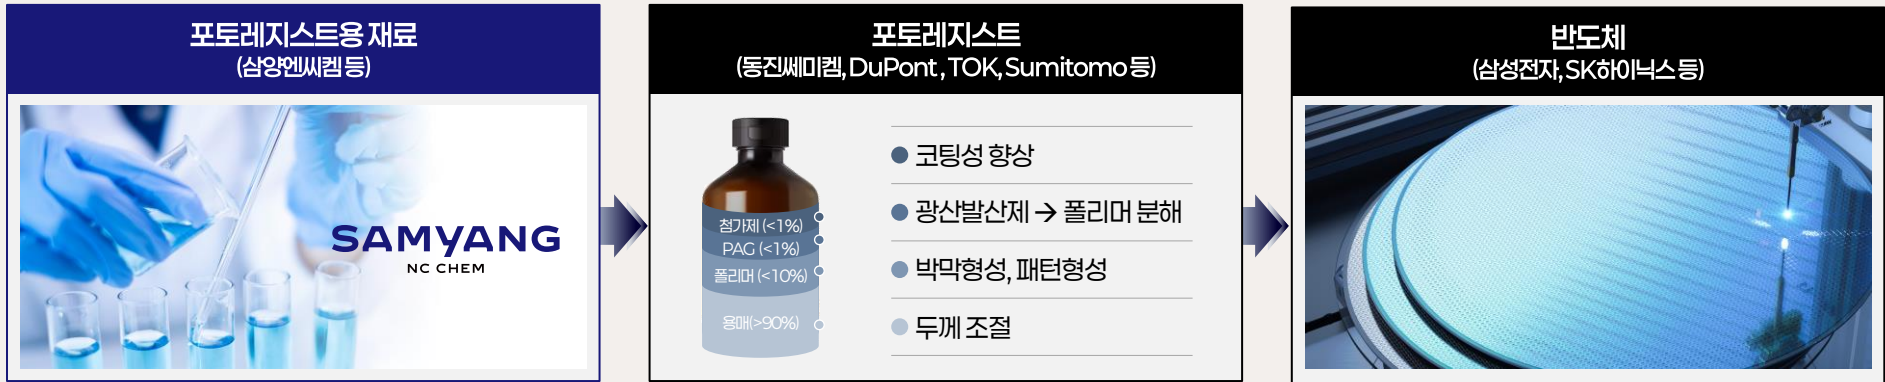 포토레지스트용 재료
(삼양엔씨켐 등)
SAMYANG
NC CHEM
포토레지스트
(동진쎄미켐, DuPont , TOK, Sumitomo 등)
첨가제 (<1%)
PAG (<1%)
폴리머 (<10%)
용매(>90%)
코팅성 향상
광산발산제 → 폴리머 분해
박막형성, 패턴형성
두께 조절
반도체
(삼성전자, SK하이닉스 등)